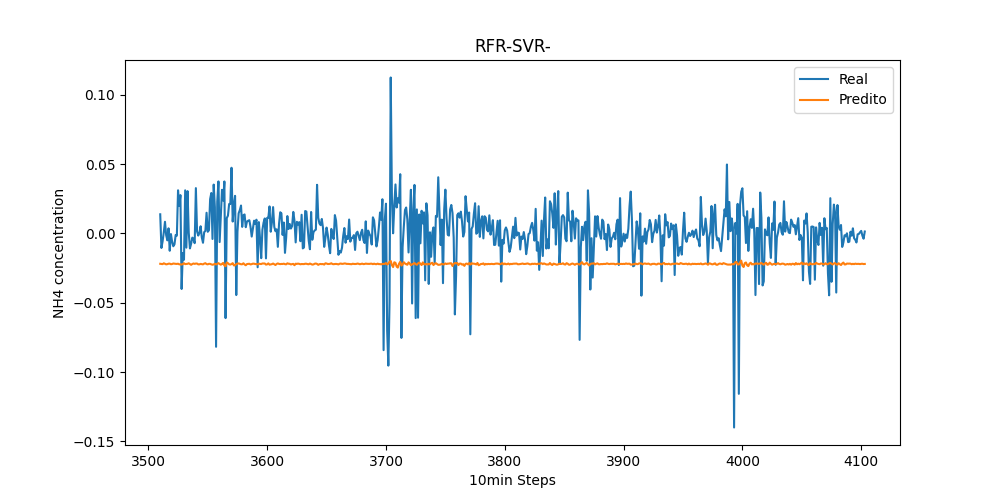 RFR-SVR-
Real
Predito
NH4 concentration
0.10
0.05
0.00
−0.05
−0.10
−0.15
3500 3600 3700 3800 3900 4000 4100
10min Steps